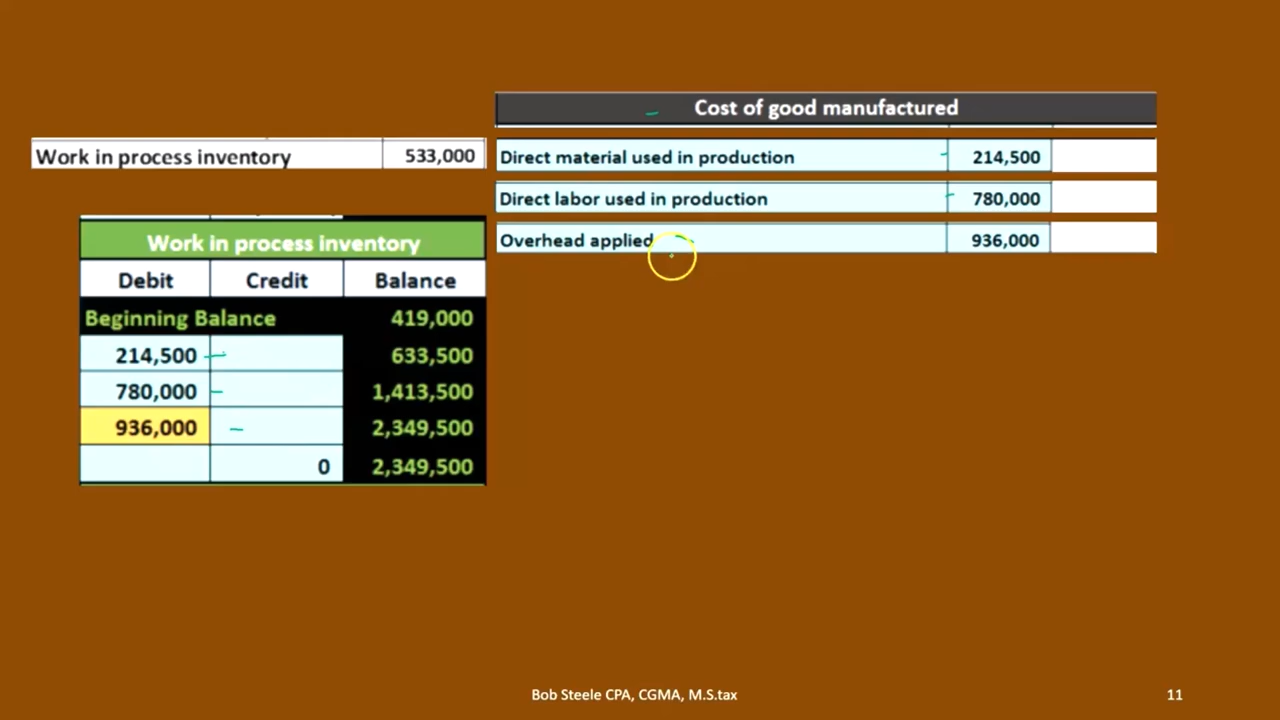 Cost of good manufactured
Work in process inventory 533,000
Direct material used in production 214,500
Direct labor used in production 780,000
Overhead applied 936,000
Work in process inventory
Debit Credit Balance
Beginning Balance 419,000
214,500 633,500
780,000 1,413,500
936,000 2,349,500
0 2,349,500
Bob Steele CPA, CGMA, M.S.tax 11